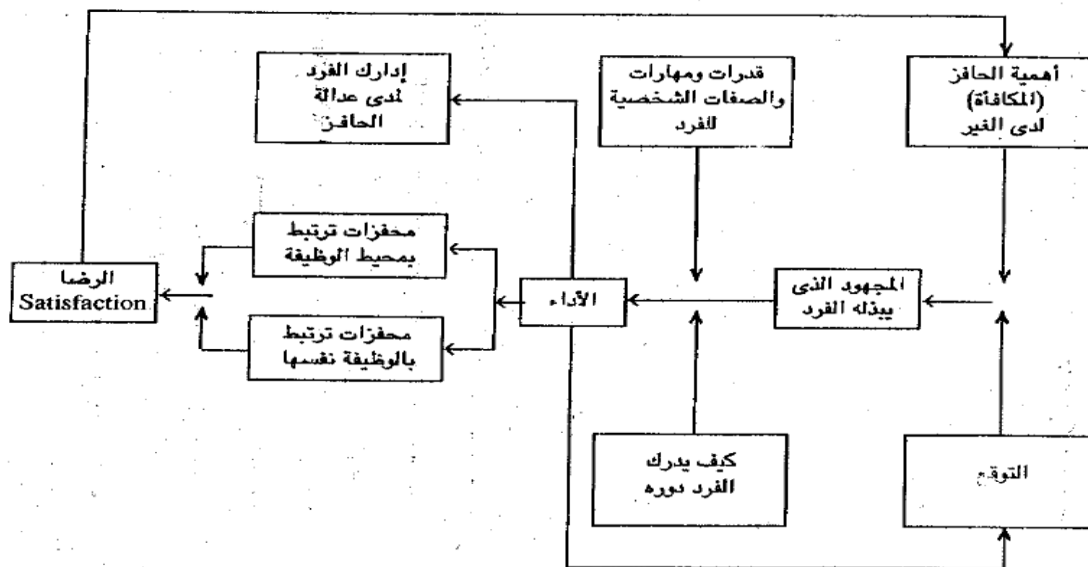 أهمية الحافز
(المكافأة)
لدى الغير
قدرات ومهارات
والصفات الشخصية
للفرد
إدارك الفرد
لمدى عدالة
الحافز
محفزات ترتبط
بمحيط الوظيفة
الرضا
Satisfaction
المجهود الذى
يبذله الفرد
الأداء
محفزات ترتبط
بالوظيفة نفسها
كيف يدرك
الفرد دوره
التوقع